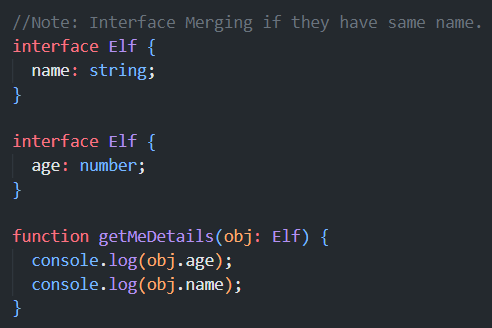 //Note: Interface Merging if they have same name.
interface Elf {
  name: string;
}

interface Elf {
  age: number;
}

function getMeDetails(obj: Elf) {
  console.log(obj.age);
  console.log(obj.name);
}